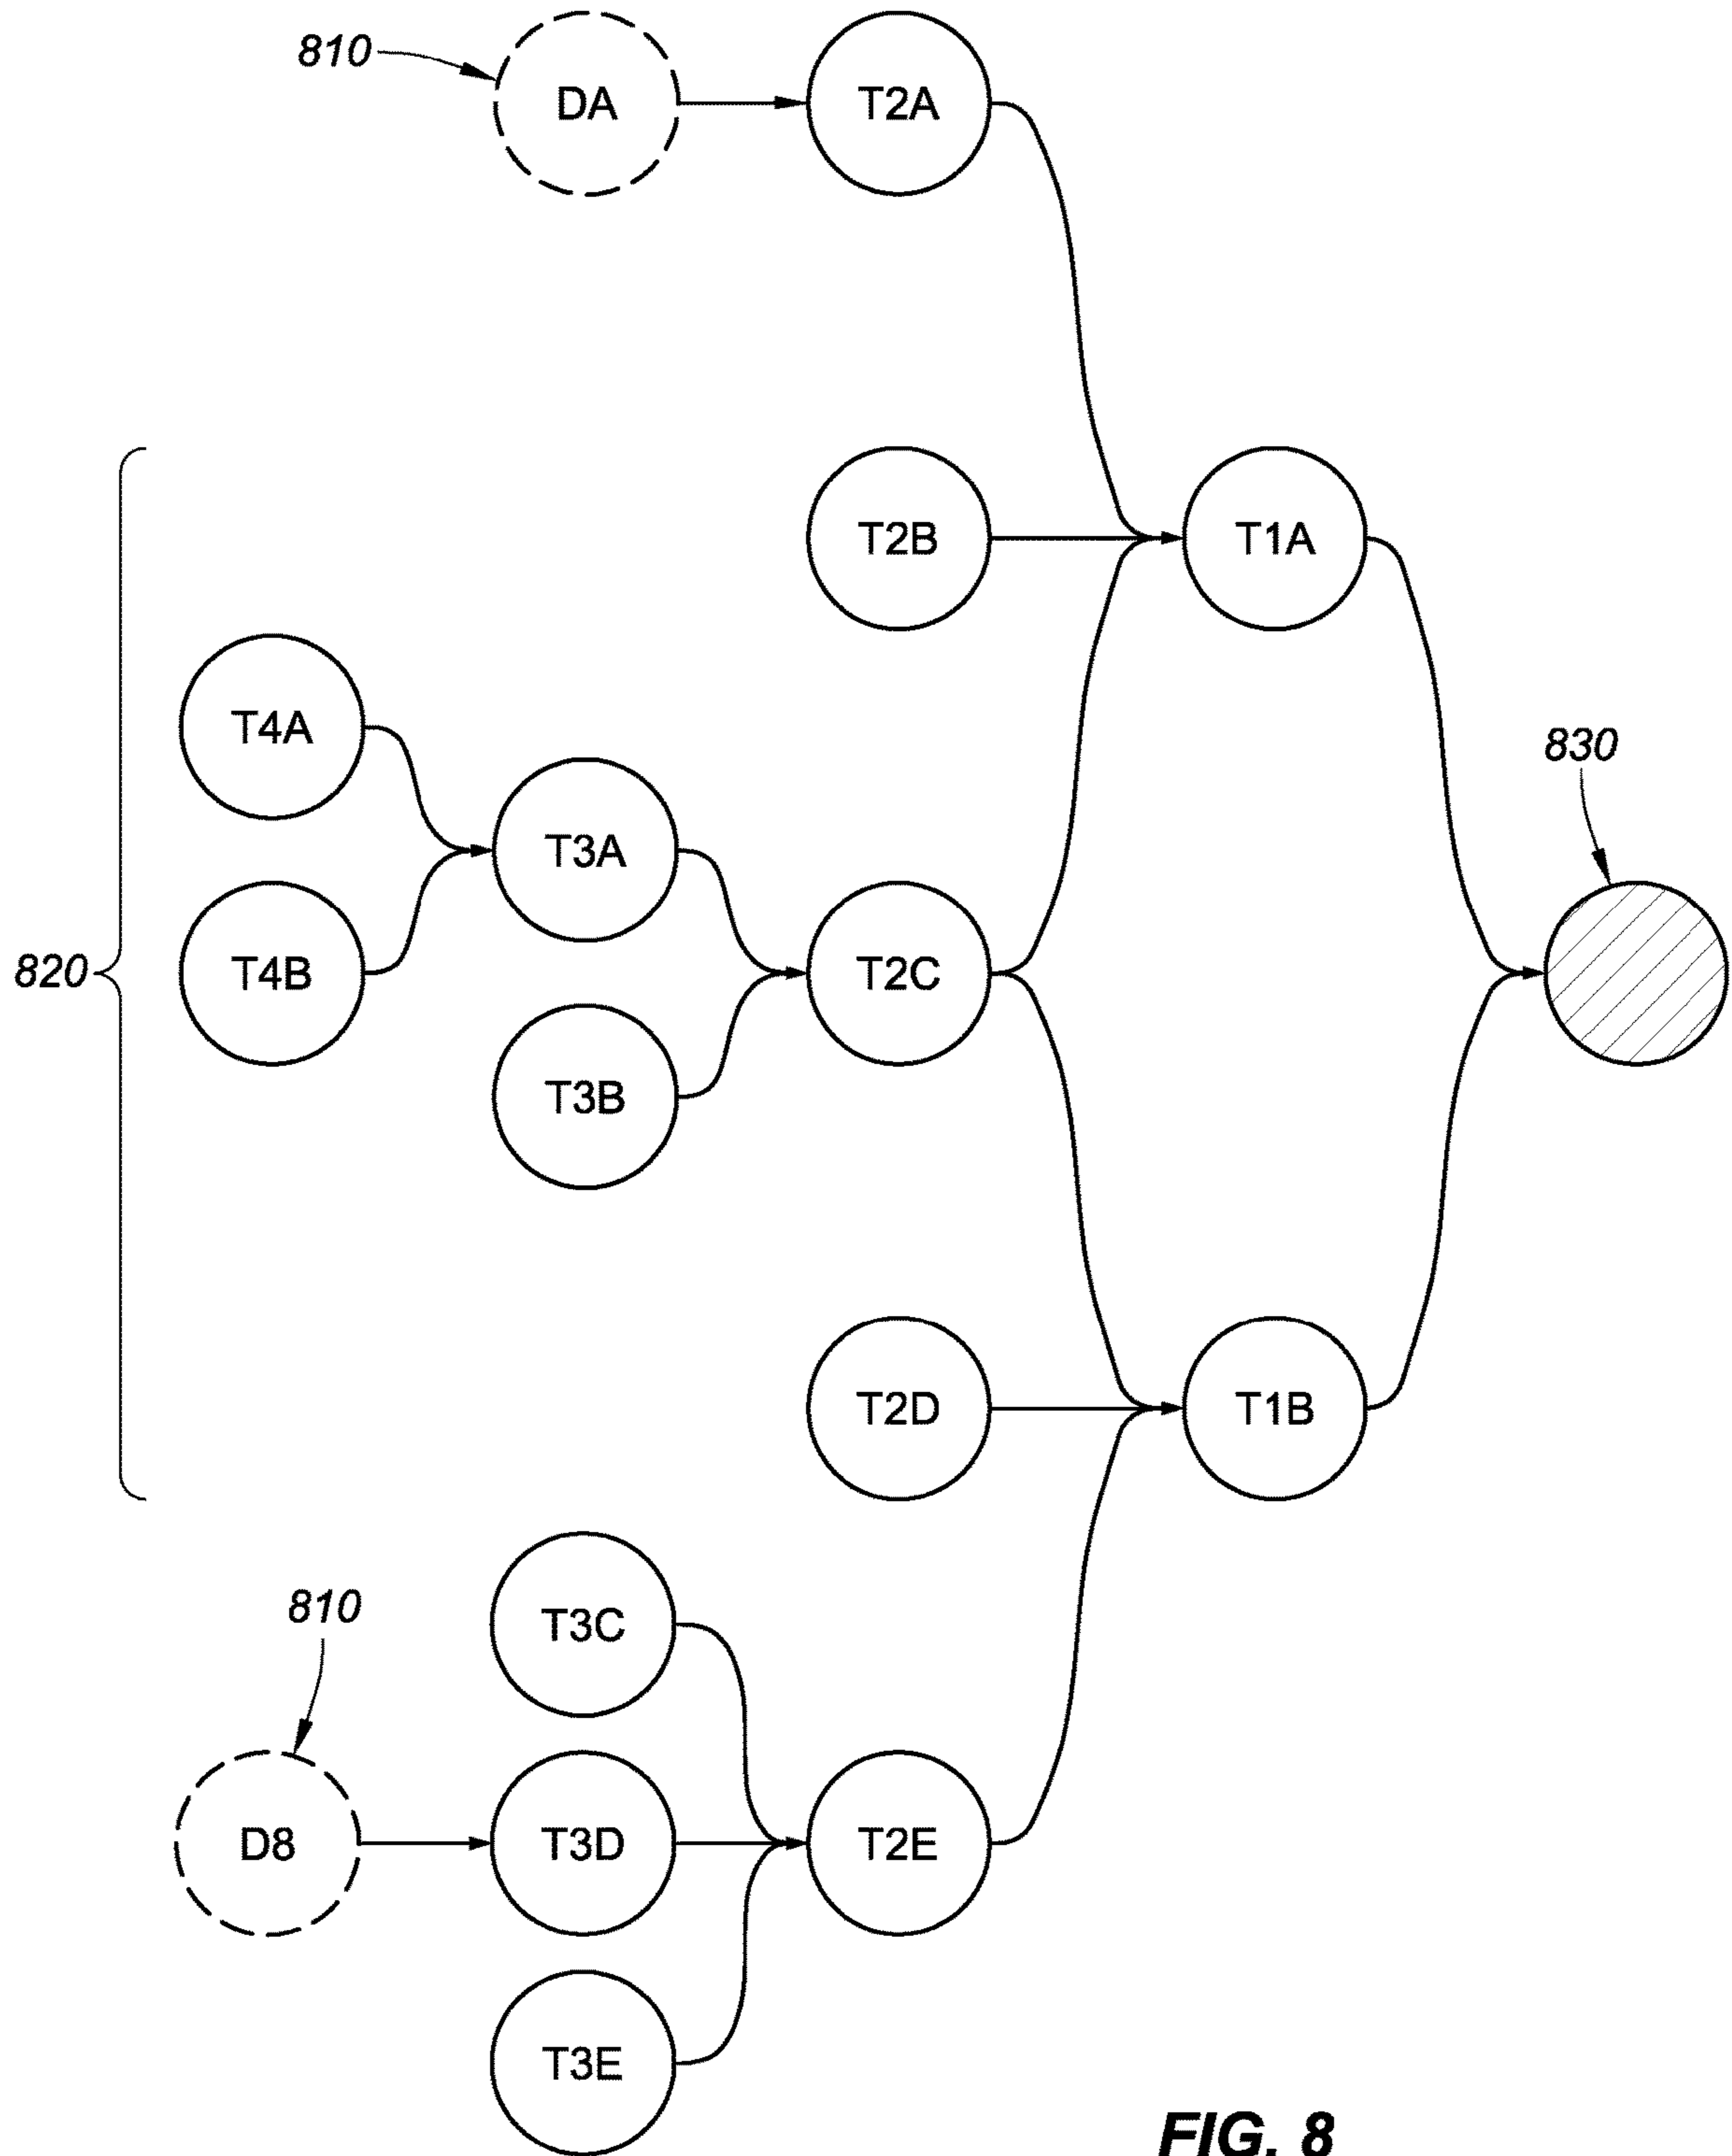 810
DA
T2A
T2B
T1A
T4A
830
T3A
820
T4B
T2C
T3B
T2D
T1B
810
T3C
D8
T3D
T2E
T3E
FIG. 8